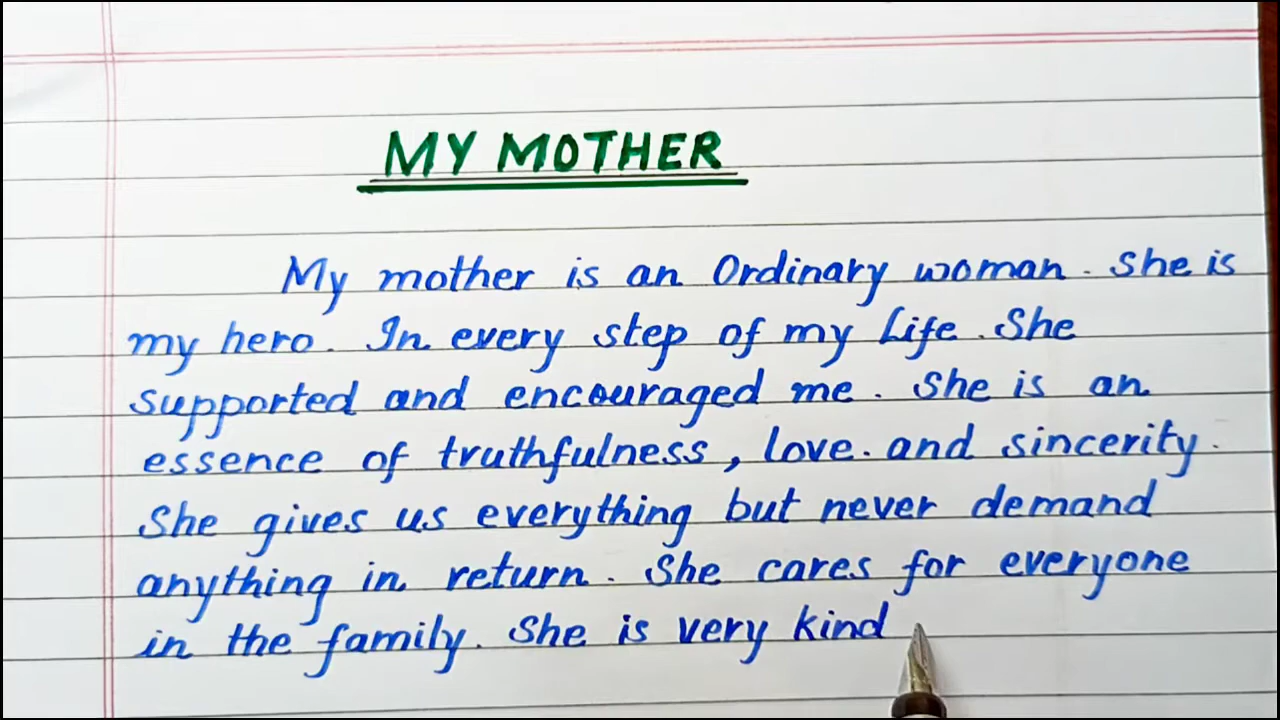 MY MOTHER
My mother is an Ordinary woman. She is
my hero. In every step of my Life. She
supported and encouraged me. She is an
essence of truthfulness, love. and sincerity.
She gives us everything but never demand
anything in return. She cares for everyone
in the family. She is very kind